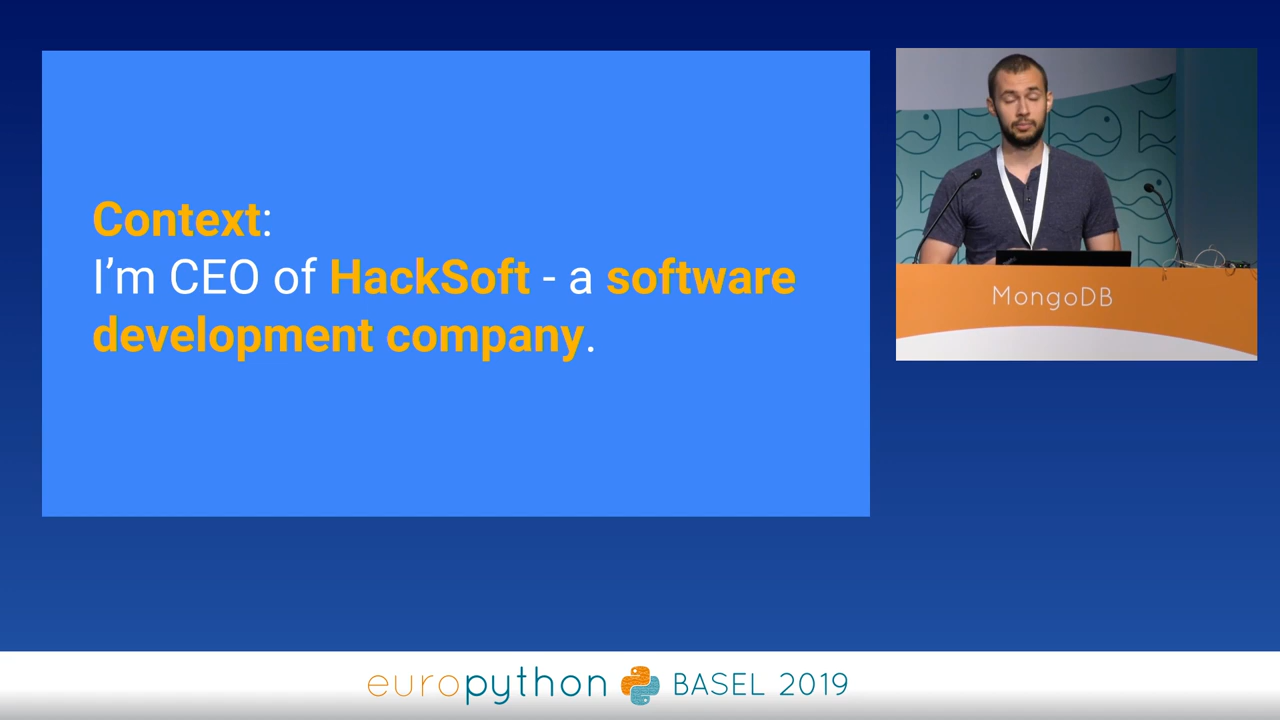 Context:
I’m CEO of HackSoft - a software
development company.
MongoDB
europython BASEL 2019